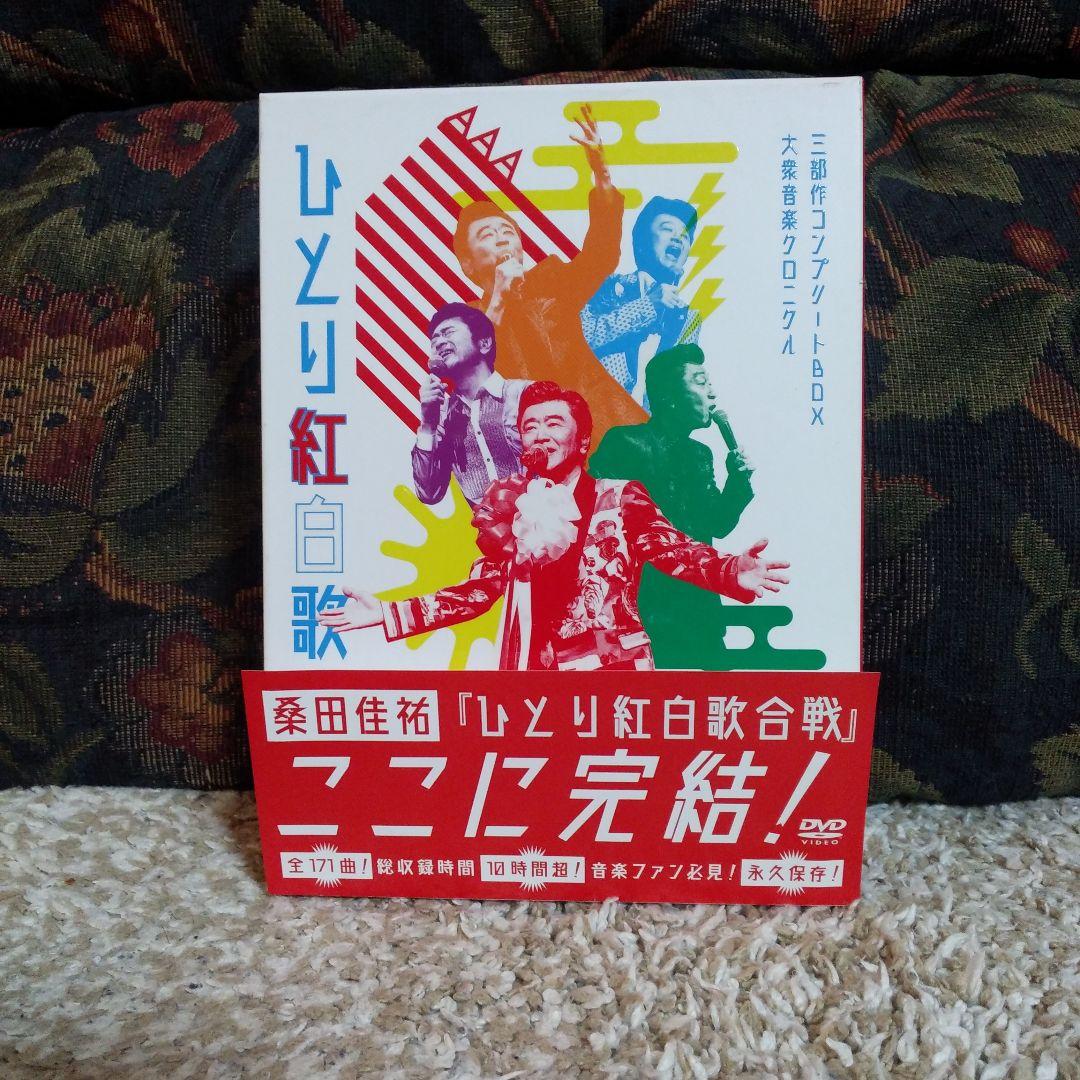 三部作コンプリートBOX
大衆音楽クロニクル
ひとり紅白歌
桑田佳祐『ひとり紅白歌合戦』
ここに完結!
DVD
VIDEO
全171曲! 総収録時間 10時間超! 音楽ファン必見! 永久保存!